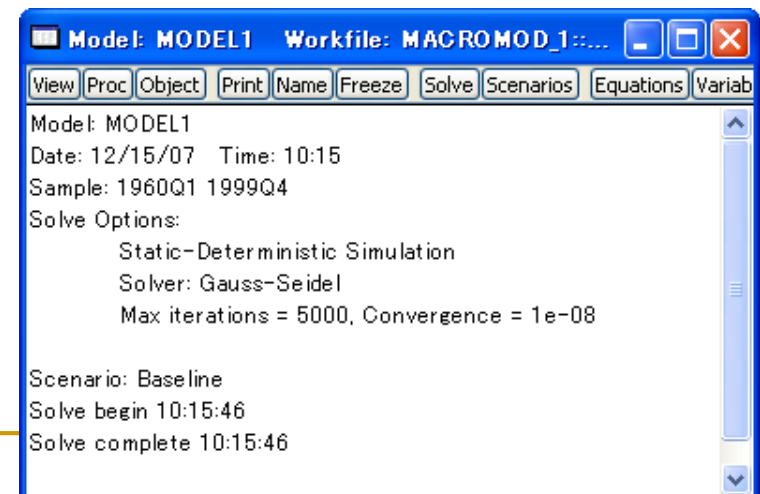 Model: MODEL1 Workfile: MACROMOD_1::...
View Proc Object Print Name Freeze Solve Scenarios Equations Variab
Model: MODEL1
Date: 12/15/07 Time: 10:15
Sample: 1960Q1 1999Q4
Solve Options:
Static-Deterministic Simulation
Solver: Gauss-Seidel
Max iterations = 5000, Convergence = 1e-08
Scenario: Baseline
Solve begin 10:15:46
Solve complete 10:15:46